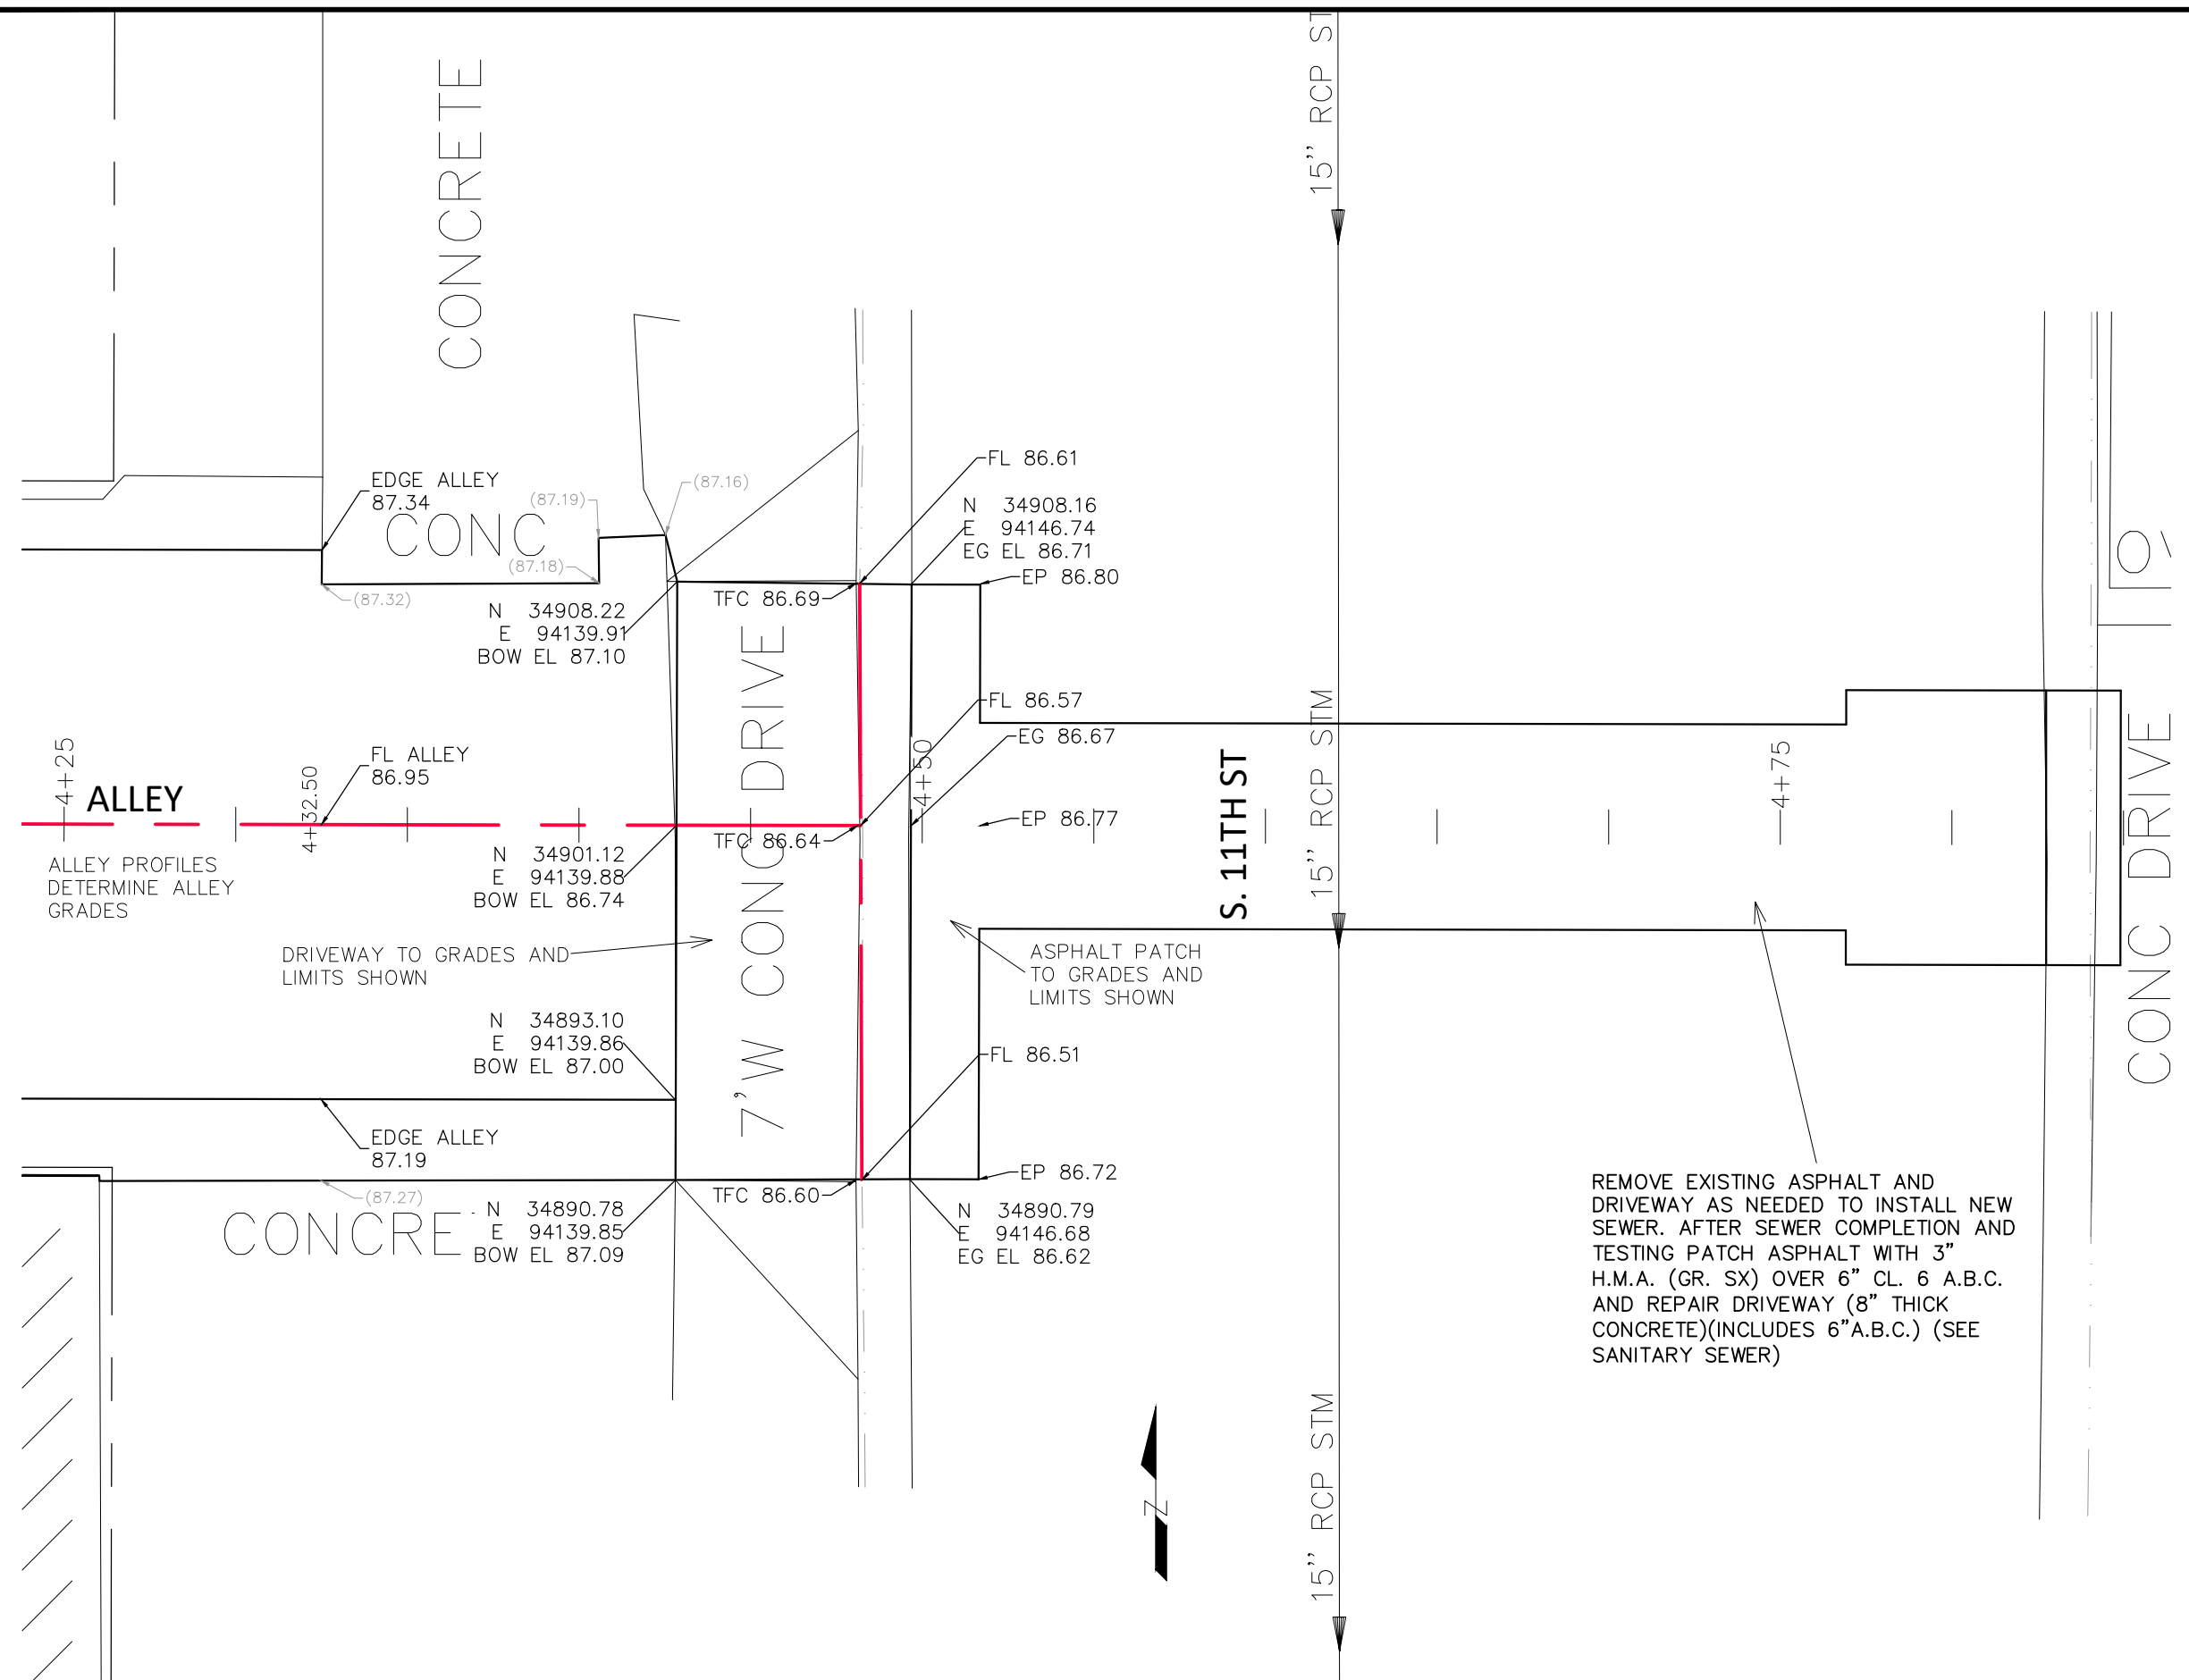 CONCRETE
15'' RCP ST
EDGE ALLEY
87.34
(87.19)
(87.16)
CONC
(87.18)
(87.32)
FL 86.61
N 34908.16
E 94146.74
EG EL 86.71
EP 86.80
TFC 86.69
N 34908.22
E 94139.91
BOW EL 87.10
FL 86.57
EG 86.67
4+25
ALLEY
4+32.50
FL ALLEY
86.95
4+50
EP 86.77
TFC 86.64
S. 11TH ST
15'' RCP STM
4+75
ALLEY PROFILES
DETERMINE ALLEY
GRADES
N 34901.12
E 94139.88
BOW EL 86.74
7'W CONC DRIVE
CONC DRIVE
DRIVEWAY TO GRADES AND
LIMITS SHOWN
ASPHALT PATCH
TO GRADES AND
LIMITS SHOWN
N 34893.10
E 94139.86
BOW EL 87.00
FL 86.51
EDGE ALLEY
87.19
(87.27)
EP 86.72
TFC 86.60
CONCRE
N 34890.78
E 94139.85
BOW EL 87.09
N 34890.79
E 94146.68
EG EL 86.62
REMOVE EXISTING ASPHALT AND
DRIVEWAY AS NEEDED TO INSTALL NEW
SEWER. AFTER SEWER COMPLETION AND
TESTING PATCH ASPHALT WITH 3"
H.M.A. (GR. SX) OVER 6" CL. 6 A.B.C.
AND REPAIR DRIVEWAY (8" THICK
CONCRETE)(INCLUDES 6"A.B.C.) (SEE
SANITARY SEWER)
15'' RCP STM
N